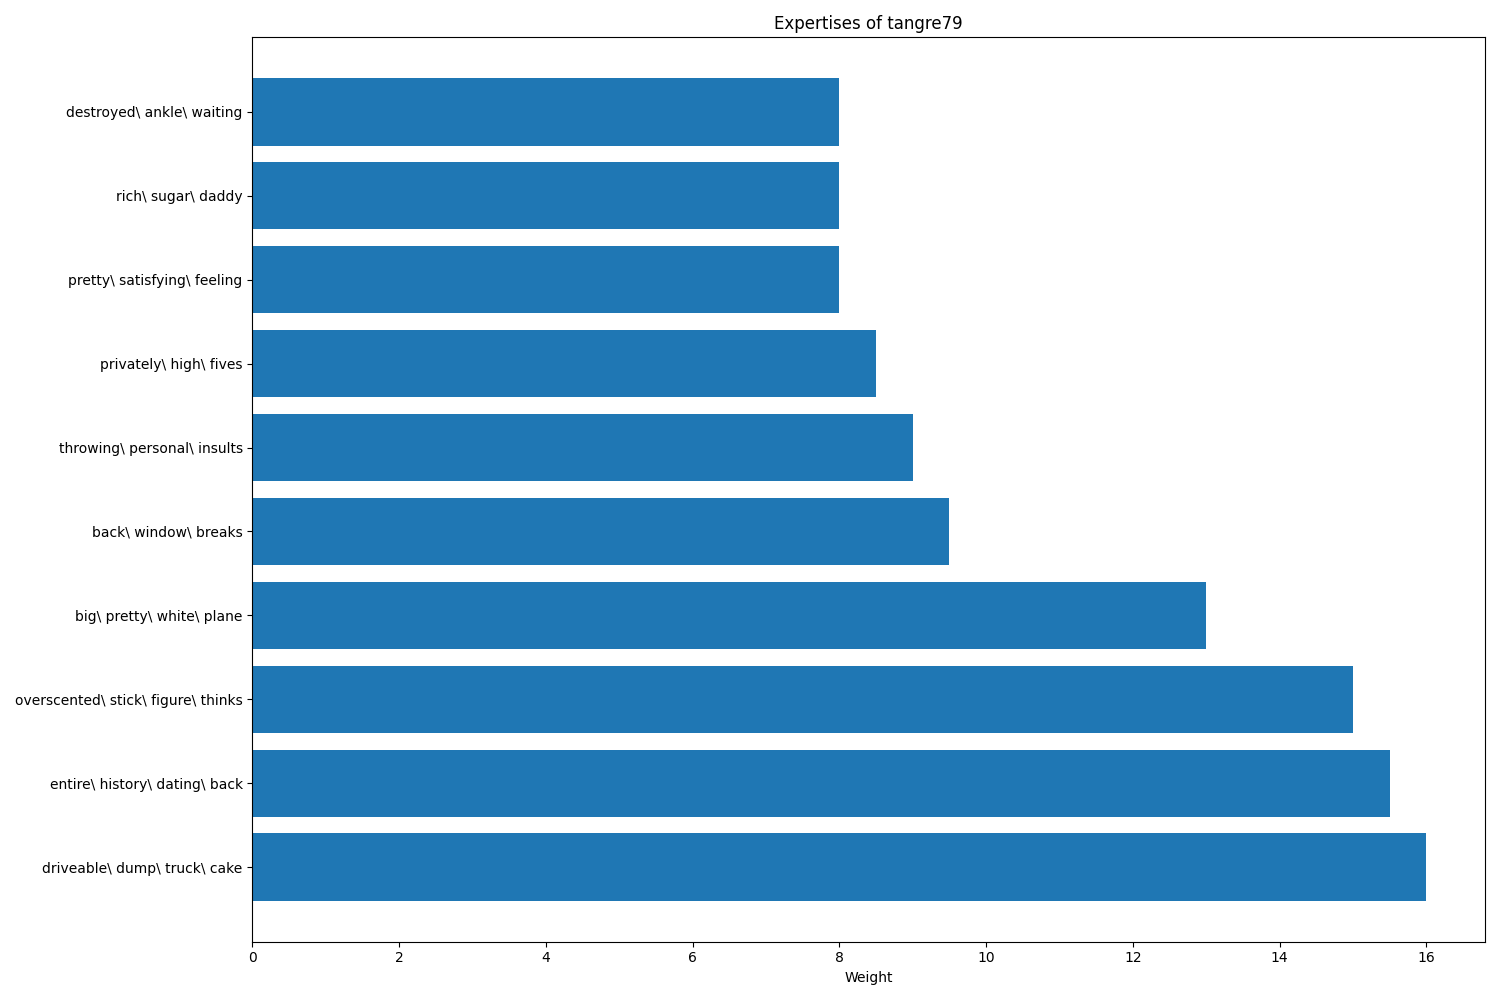 Expertises of tangre79
destroyed\ ankle\ waiting
rich\ sugar\ daddy
pretty\ satisfying\ feeling
privately\ high\ fives
throwing\ personal\ insults
back\ window\ breaks
big\ pretty\ white\ plane
overscented\ stick\ figure\ thinks
entire\ history\ dating\ back
driveable\ dump\ truck\ cake
0 2 4 6 8 10 12 14 16
Weight